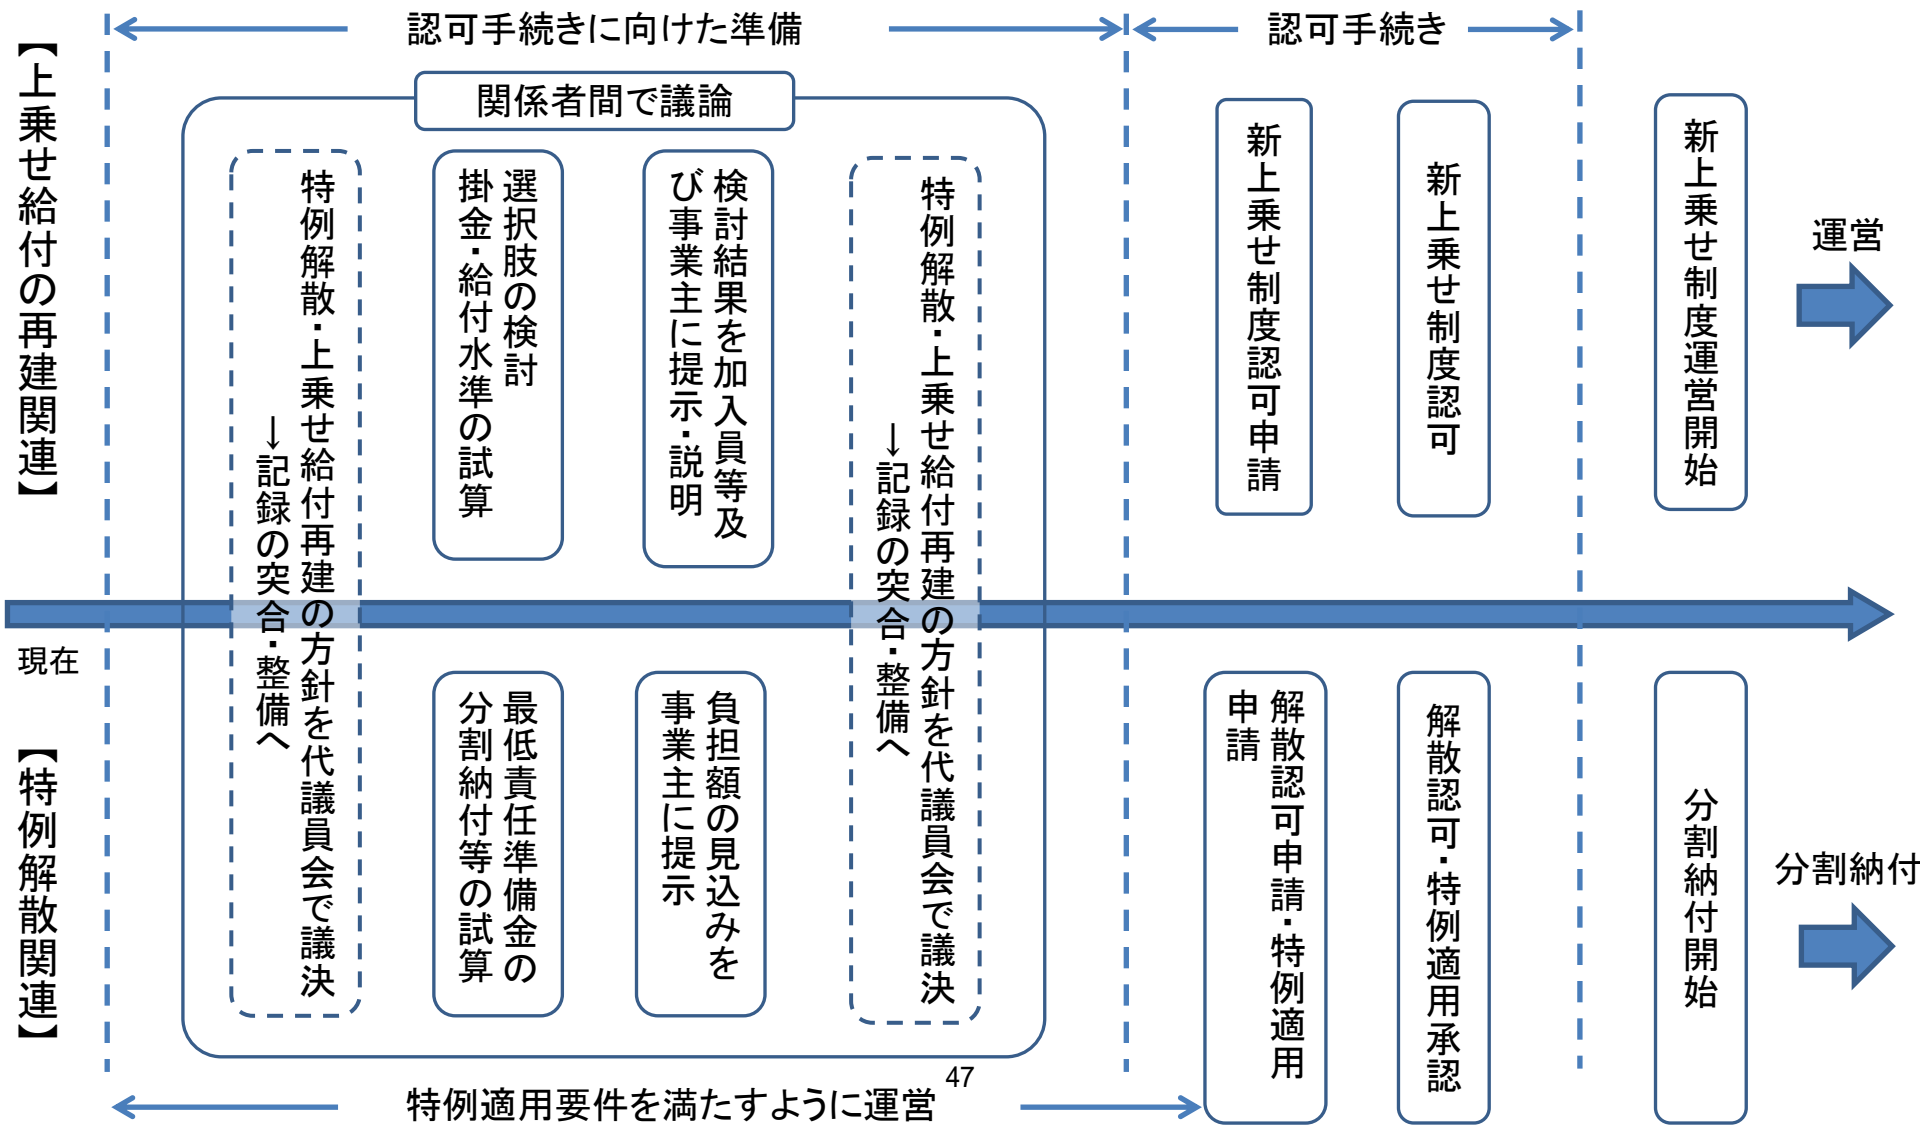 認可手続きに向けた準備
認可手続き
【上乗せ給付の再建関連】
関係者間で議論
特例解散・上乗せ給付再建の方針を代議員会で議決
→記録の突合・整備へ
選択肢の検討
掛金・給付水準の試算
検討結果を加入員等及
び事業主に提示・説明
特例解散・上乗せ給付再建の方針を代議員会で議決
→記録の突合・整備へ
新上乗せ制度認可申請
新上乗せ制度認可
新上乗せ制度運営開始
運営
現在
【特例解散関連】
最低責任準備金の
分割納付等の試算
負担額の見込みを
事業主に提示
解散認可申請・特例適用
申請
解散認可・特例適用承認
分割納付開始
分割納付
特例適用要件を満たすように運営
47